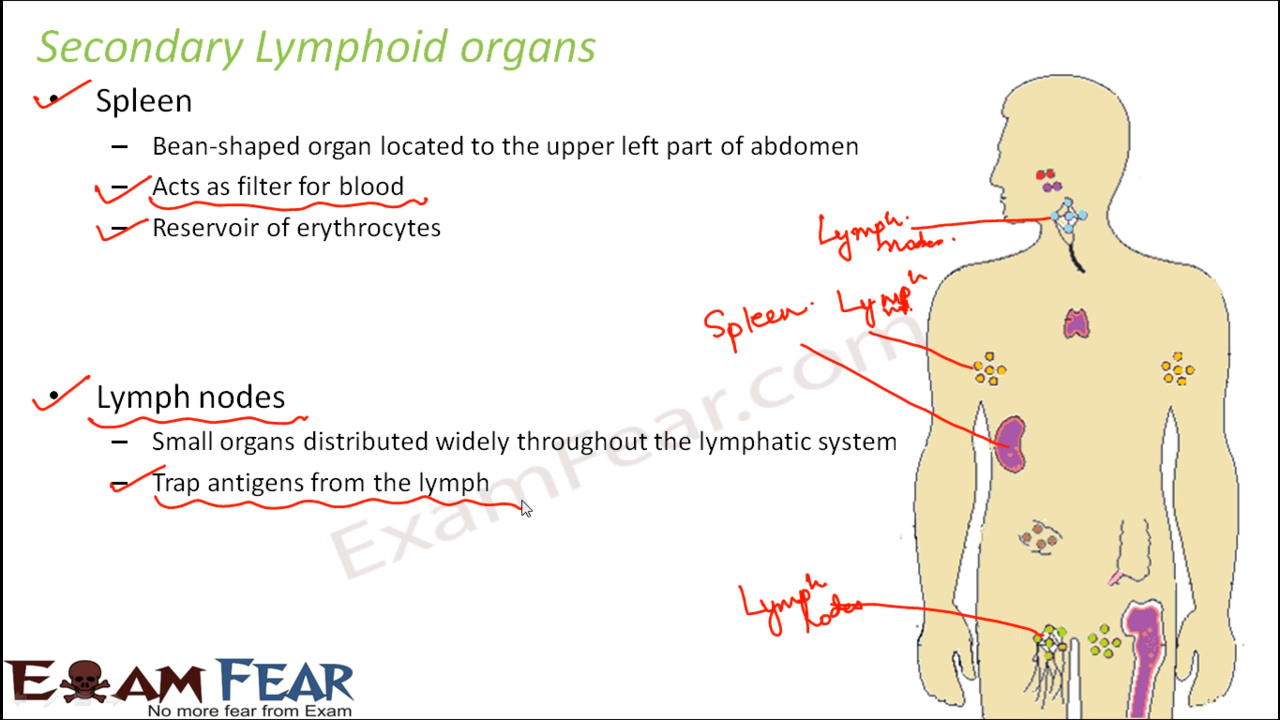 Secondary Lymphoid organs
• Spleen
– Bean-shaped organ located to the upper left part of abdomen
– Acts as filter for blood
– Reservoir of erythrocytes
• Lymph nodes
– Small organs distributed widely throughout the lymphatic system
– Trap antigens from the lymph
Lymph
nodes.
Spleen.
Lymph
Lymph
nodes
ExamFear.com
EXAM FEAR
No more fear from Exam